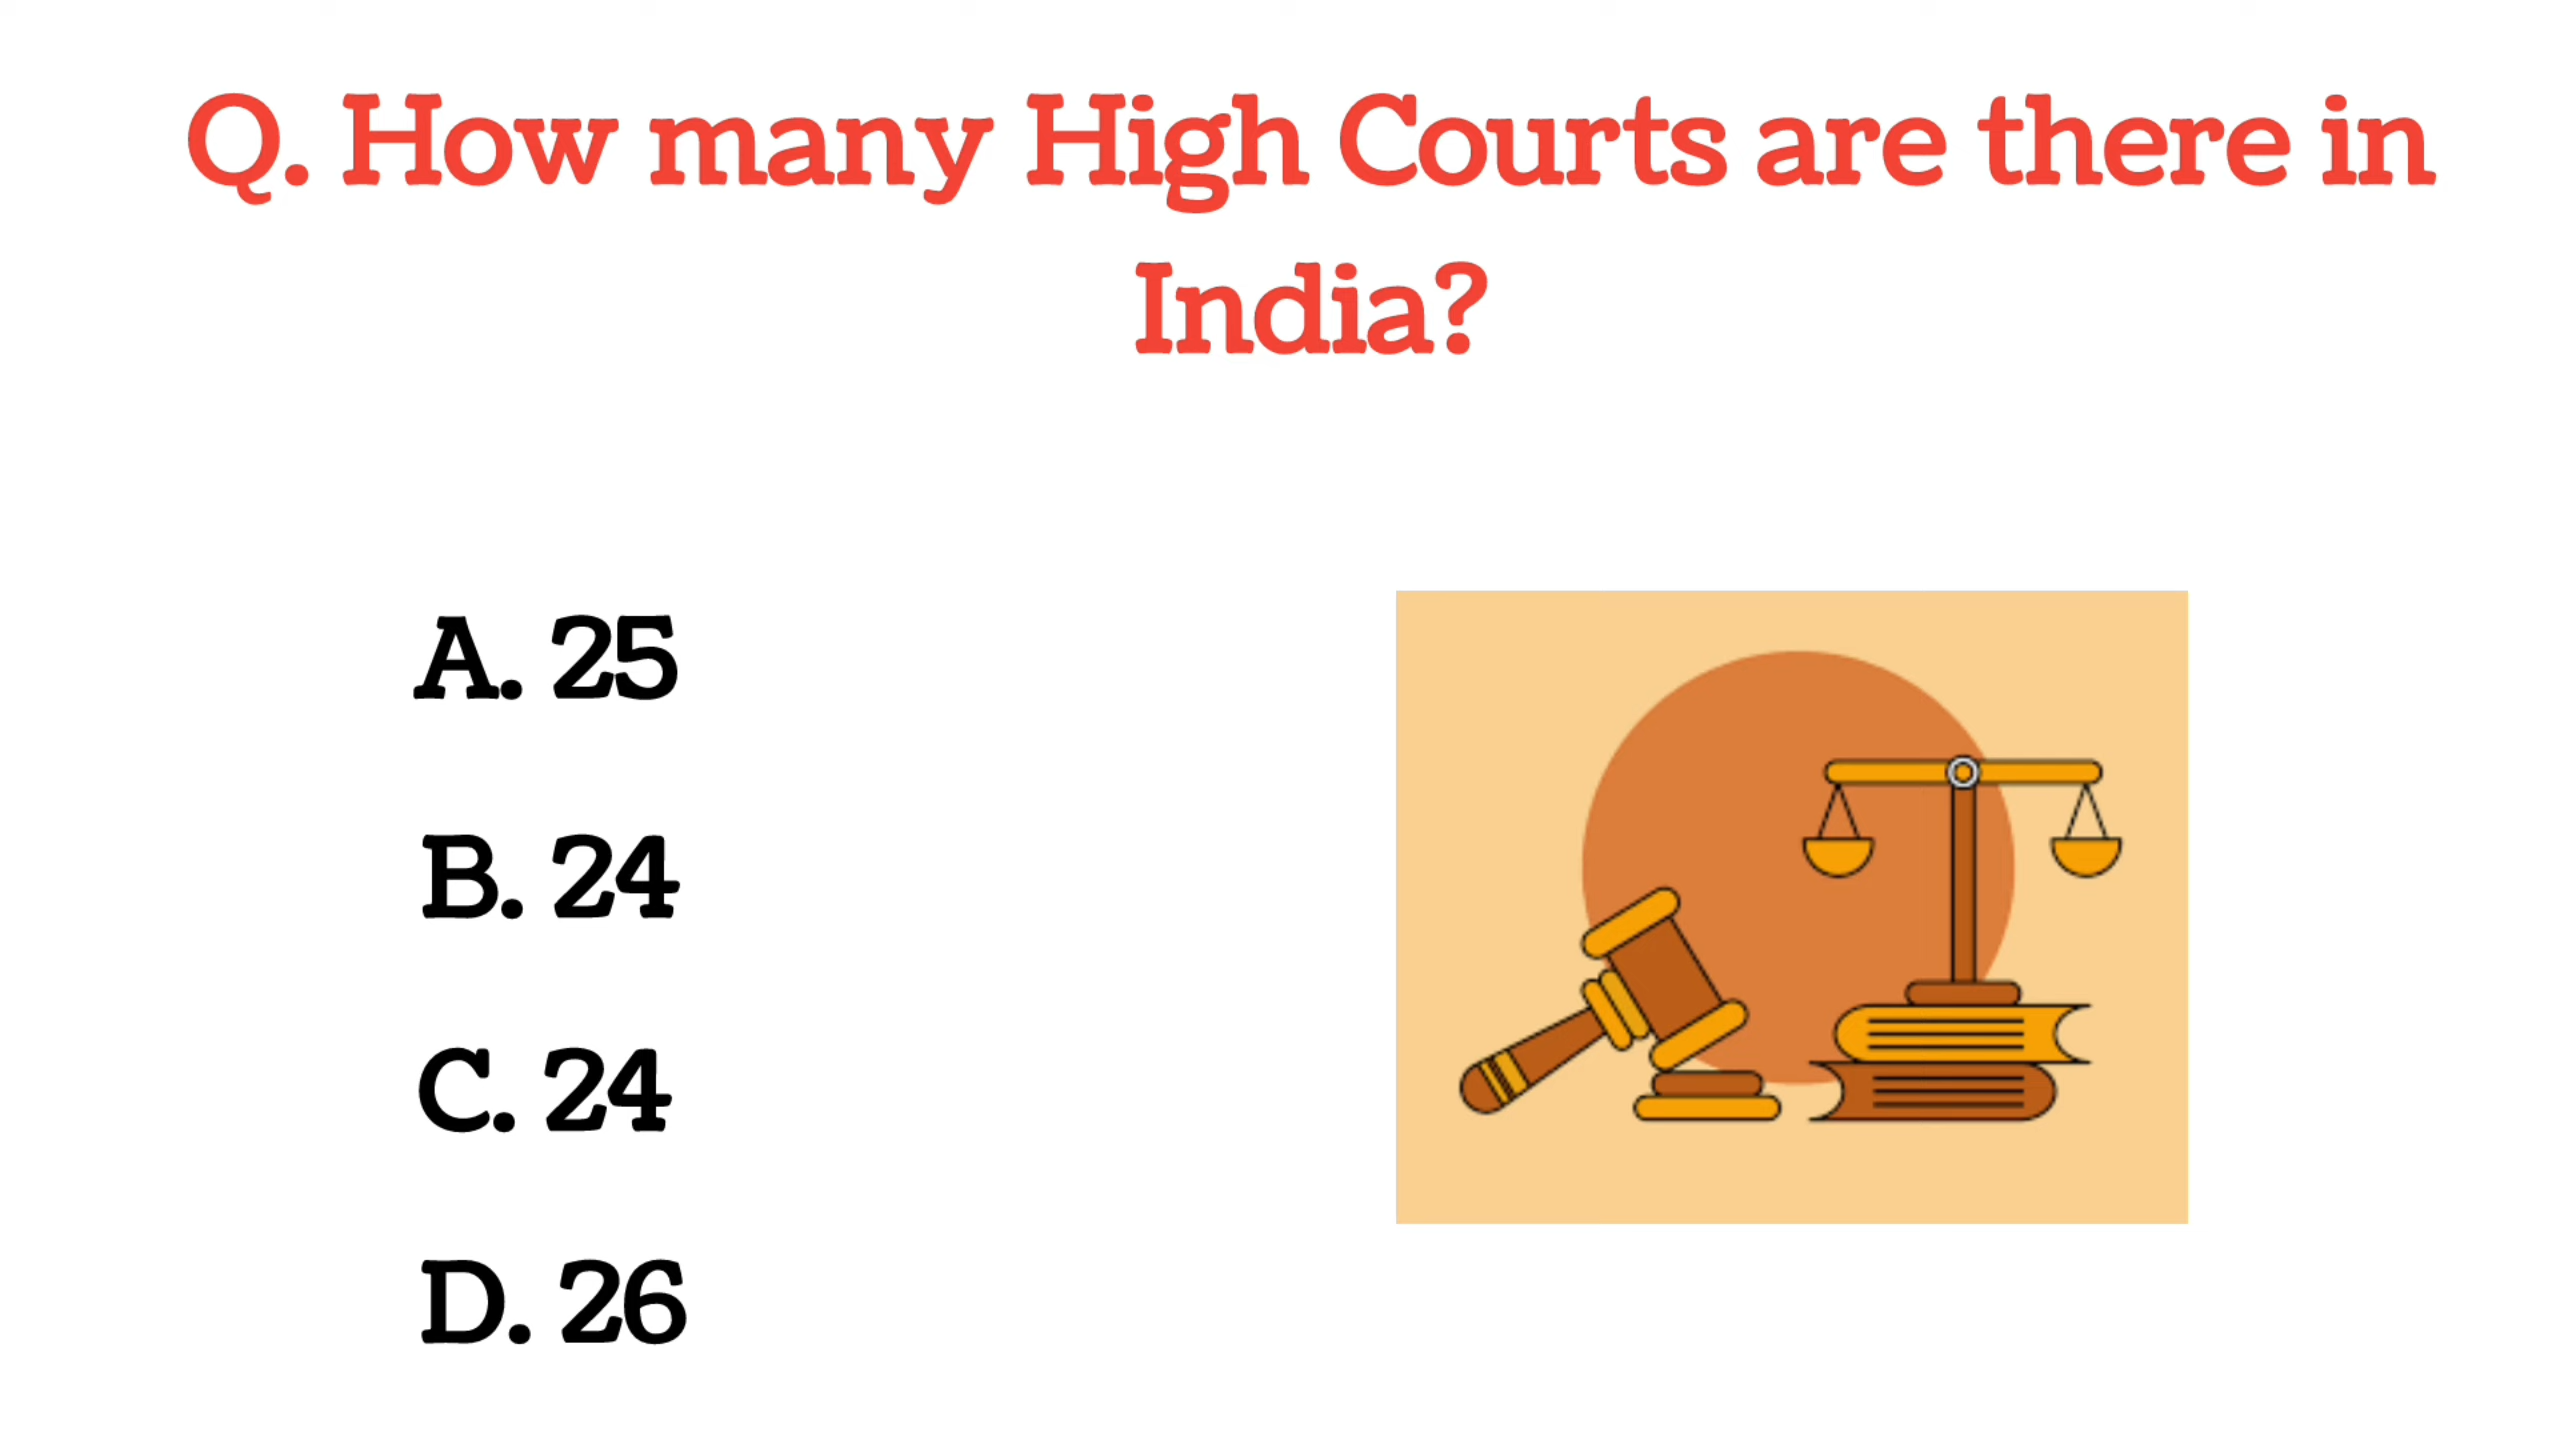 Q. How many High Courts are there in
India?
A. 25
B. 24
C. 24
D. 26